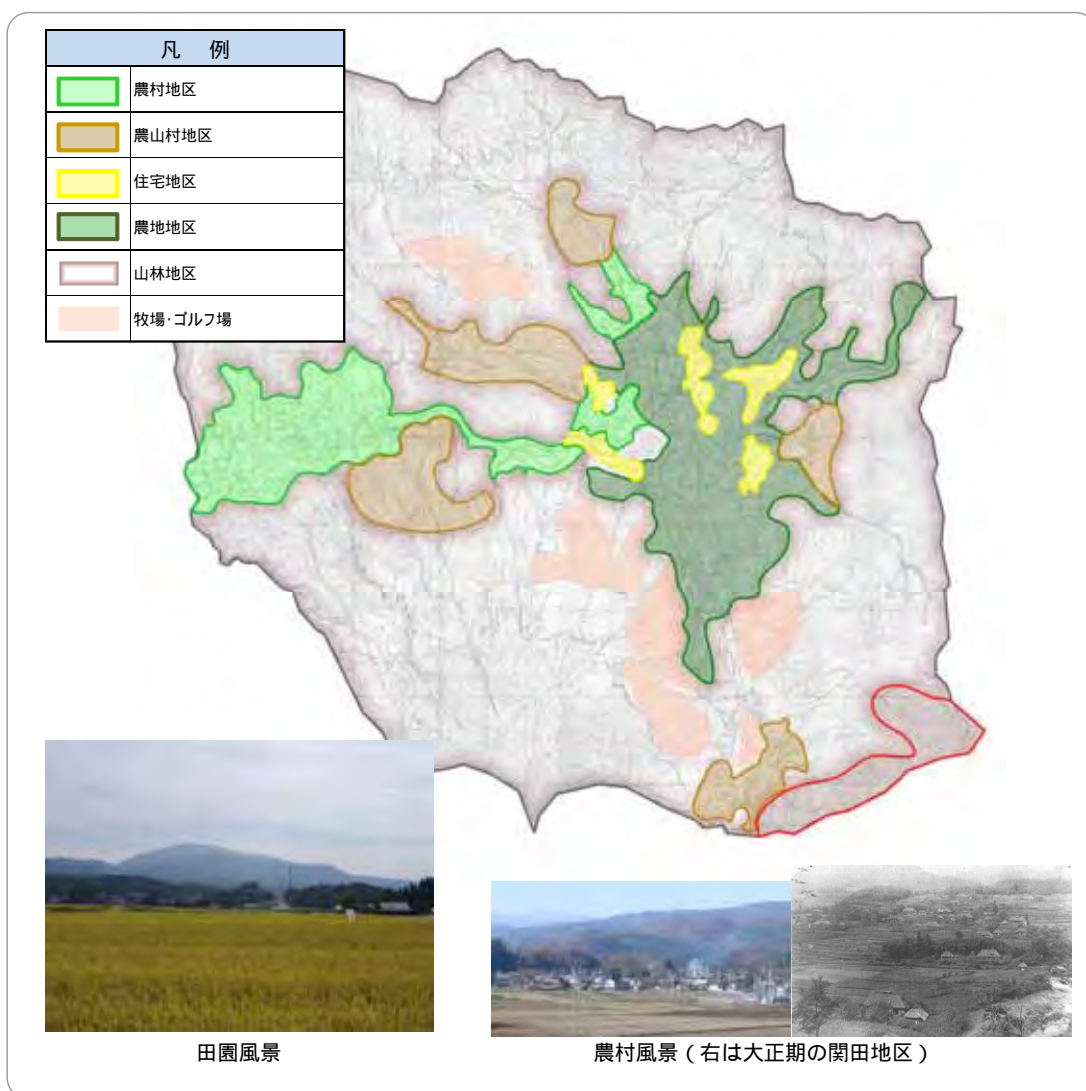 凡 例
農村地区
農山村地区
住宅地区
農地地区
山林地区
牧場･ゴルフ場
田園風景
農村風景（右は大正期の関田地区）